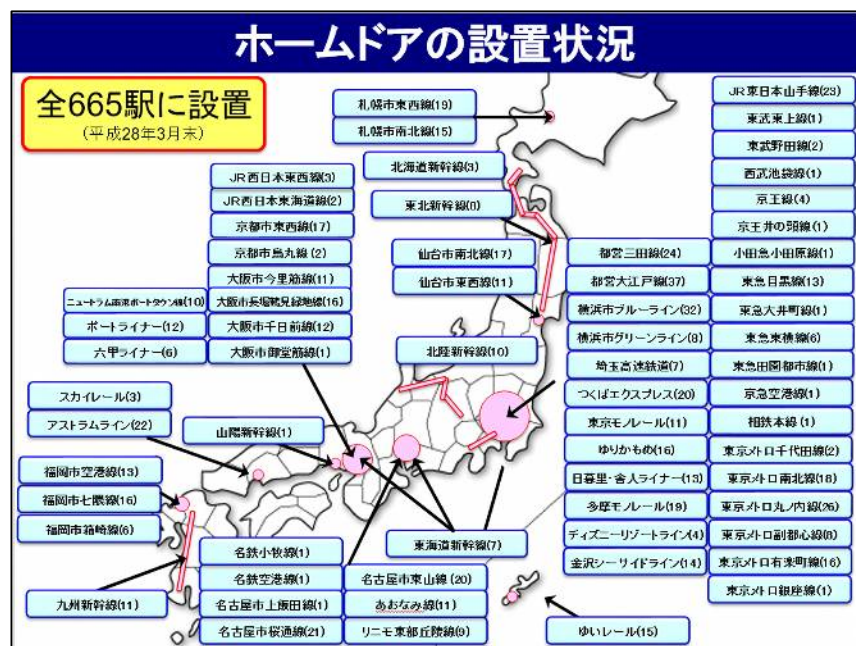 ホームドアの設置状況
全665駅に設置
(平成28年3月末)
札幌市東西線(19)
札幌市南北線(15)
北海道新幹線(3)
東北新幹線(8)
仙台市南北線(17)
仙台市東西線(11)
北陸新幹線(10)
JR西日本東西線(3)
JR西日本東海道線(2)
京都市東西線(17)
京都市烏丸線(2)
大阪市今里筋線(11)
大阪市長堀鶴見緑地線(16)
大阪市千日前線(12)
大阪市御堂筋線(1)
ニュートラム南港ポートタウン線(10)
ポートライナー(12)
六甲ライナー(6)
スカイレール(3)
アストラムライン(22)
山陽新幹線(1)
福岡市空港線(13)
福岡市七隈線(16)
福岡市箱崎線(6)
九州新幹線(11)
名鉄小牧線(1)
名鉄空港線(1)
名古屋市上飯田線(1)
名古屋市桜通線(21)
名古屋市東山線(20)
あおなみ線(11)
リニモ東部丘陵線(9)
東海道新幹線(7)
ゆいレール(15)
都営三田線(24)
都営大江戸線(37)
横浜市ブルーライン(32)
横浜市グリーンライン(8)
埼玉高速鉄道(7)
つくばエクスプレス(20)
東京モノレール(11)
ゆりかもめ(16)
日暮里・舎人ライナー(13)
多摩モノレール(19)
ディズニーリゾートライン(4)
金沢シーサイドライン(14)
JR東日本山手線(23)
東武東上線(1)
東武野田線(2)
西武池袋線(1)
京王線(4)
京王井の頭線(1)
小田急小田原線(1)
東急目黒線(13)
東急大井町線(1)
東急東横線(6)
東急田園都市線(1)
京急空港線(1)
相鉄本線(1)
東京メトロ千代田線(2)
東京メトロ南北線(18)
東京メトロ丸ノ内線(26)
東京メトロ副都心線(8)
東京メトロ有楽町線(16)
東京メトロ銀座線(1)